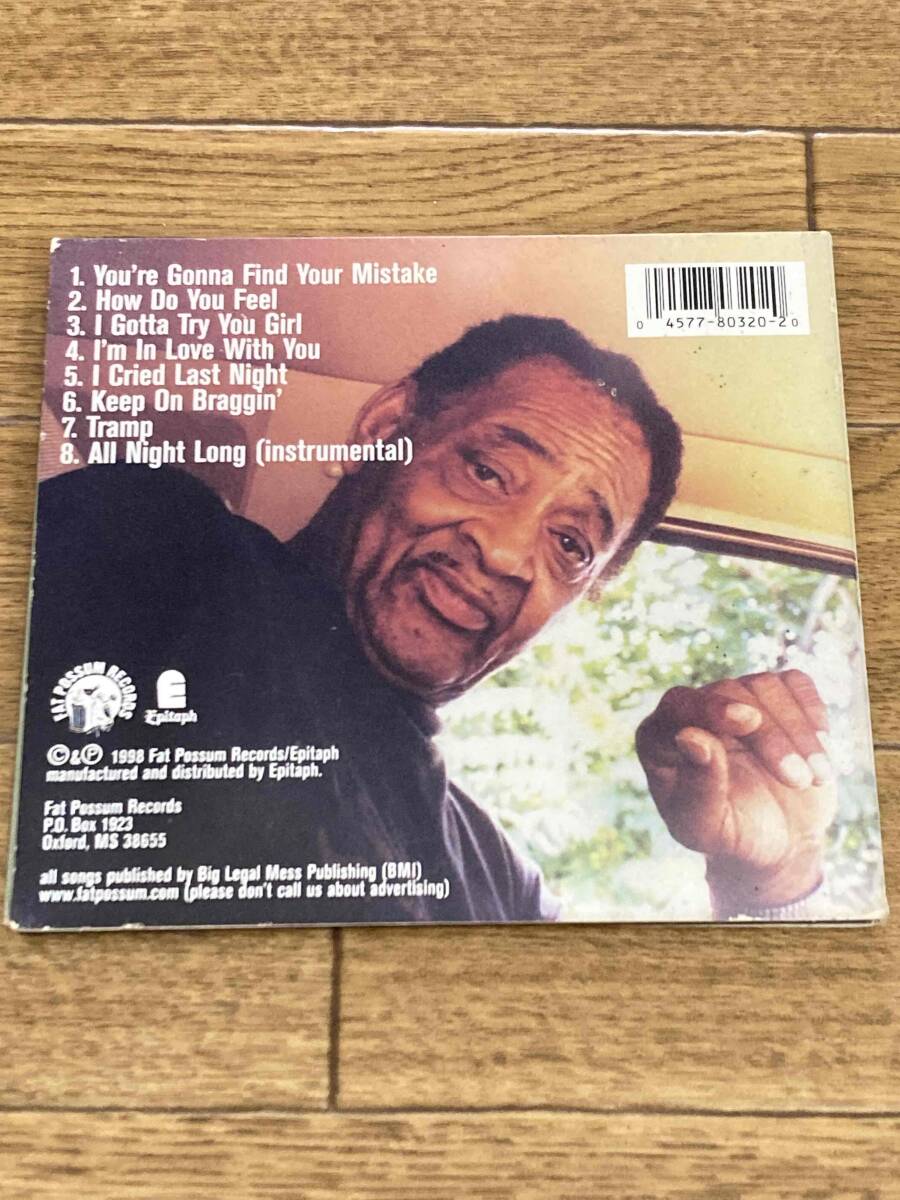 1. You're Gonna Find Your Mistake
2. How Do You Feel
3. I Gotta Try You Girl
4. I'm In Love With You
5. I Cried Last Night
6. Keep On Braggin'
7. Tramp
8. All Night Long (instrumental)
0 4577-80320-2 0
FAT POSSUM RECORDS
E
Epitaph
©&℗ 1998 Fat Possum Records/Epitaph
manufactured and distributed by Epitaph.
Fat Possum Records
P.O. Box 1923
Oxford, MS 38655
all songs published by Big Legal Mess Publishing (BMI)
www.fatpossum.com (please don't call us about advertising)